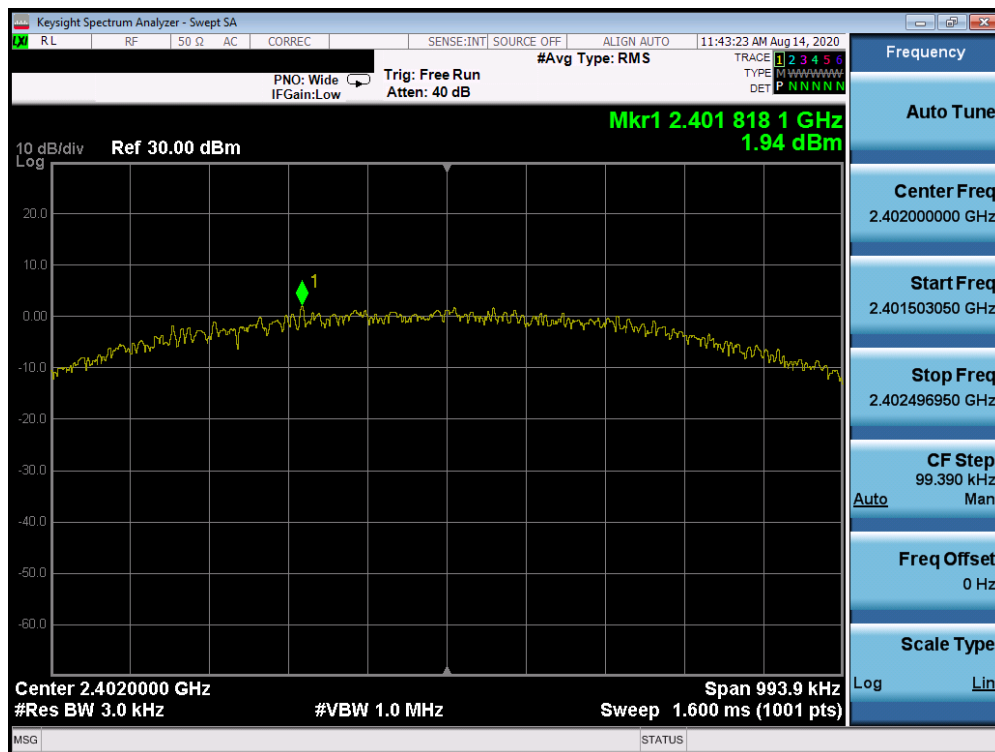 Keysight Spectrum Analyzer - Swept SA
LXI RL RF 50 Ω AC CORREC SENSE:INT SOURCE OFF ALIGN AUTO 11:43:23 AM Aug 14, 2020
Frequency
#Avg Type: RMS
TRACE 1 2 3 4 5 6
TYPE M W W W W W
DET P N N N N N
PNO: Wide
IFGain:Low
Trig: Free Run
Atten: 40 dB
Mkr1 2.401 818 1 GHz
1.94 dBm
10 dB/div
Log
Ref 30.00 dBm
20.0
10.0
0.00
-10.0
-20.0
-30.0
-40.0
-50.0
-60.0
1
Center 2.4020000 GHz
Span 993.9 kHz
#Res BW 3.0 kHz
#VBW 1.0 MHz
Sweep 1.600 ms (1001 pts)
MSG
STATUS
Auto Tune
Center Freq
2.402000000 GHz
Start Freq
2.401503050 GHz
Stop Freq
2.402496950 GHz
CF Step
99.390 kHz
Auto Man
Freq Offset
0 Hz
Scale Type
Log Lin